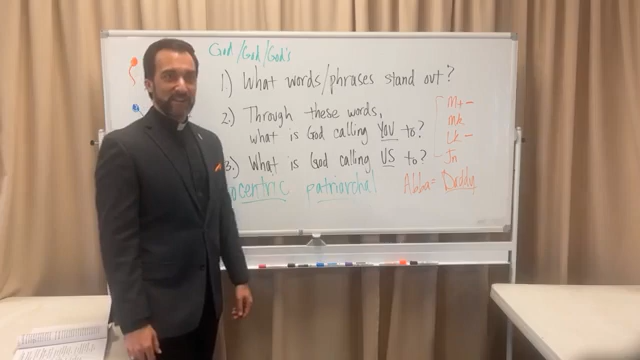 God/God/God's
1.) What words/phrases stand out?
2.) Through these words,
what is God calling YOU to?
3.) What is God calling US to?
ocentric patriarchal
Mt -
Mk
Lk -
Jn
Abba = Daddy